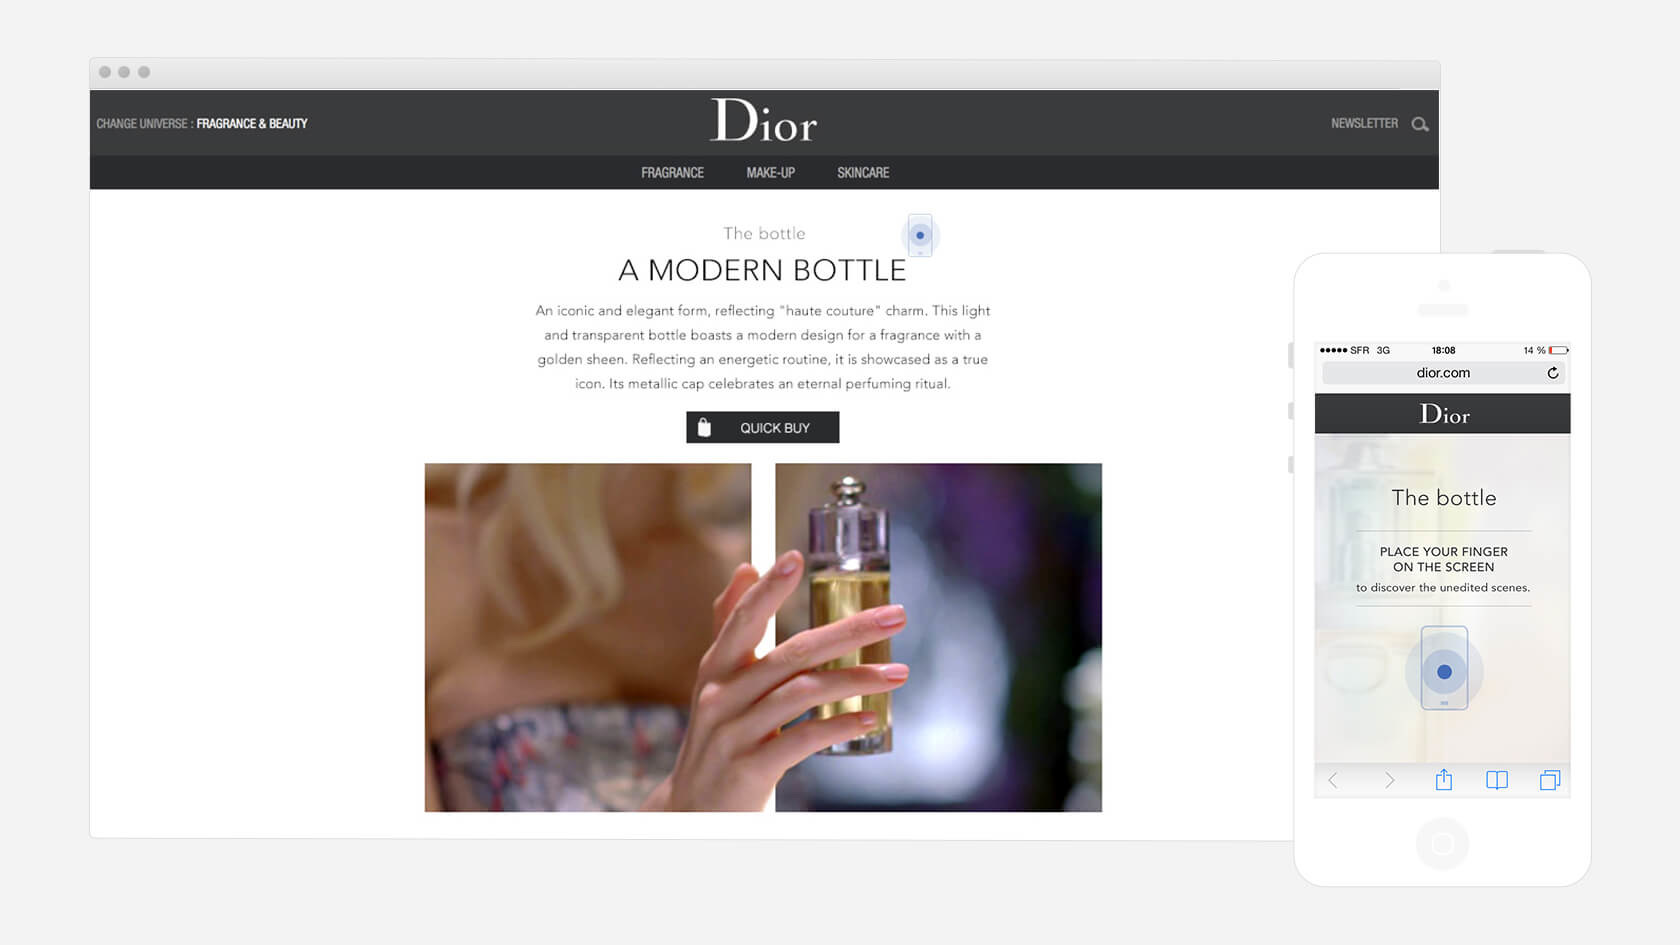 CHANGE UNIVERSE : FRAGRANCE & BEAUTY
Dior
NEWSLETTER
FRAGRANCE MAKE-UP SKINCARE
The bottle
A MODERN BOTTLE
An iconic and elegant form, reflecting "haute couture" charm. This light
and transparent bottle boasts a modern design for a fragrance with a
golden sheen. Reflecting an energetic routine, it is showcased as a true
icon. Its metallic cap celebrates an eternal perfuming ritual.
QUICK BUY
SFR 3G 18:08 14 %
dior.com
Dior
The bottle
PLACE YOUR FINGER
ON THE SCREEN
to discover the unedited scenes.